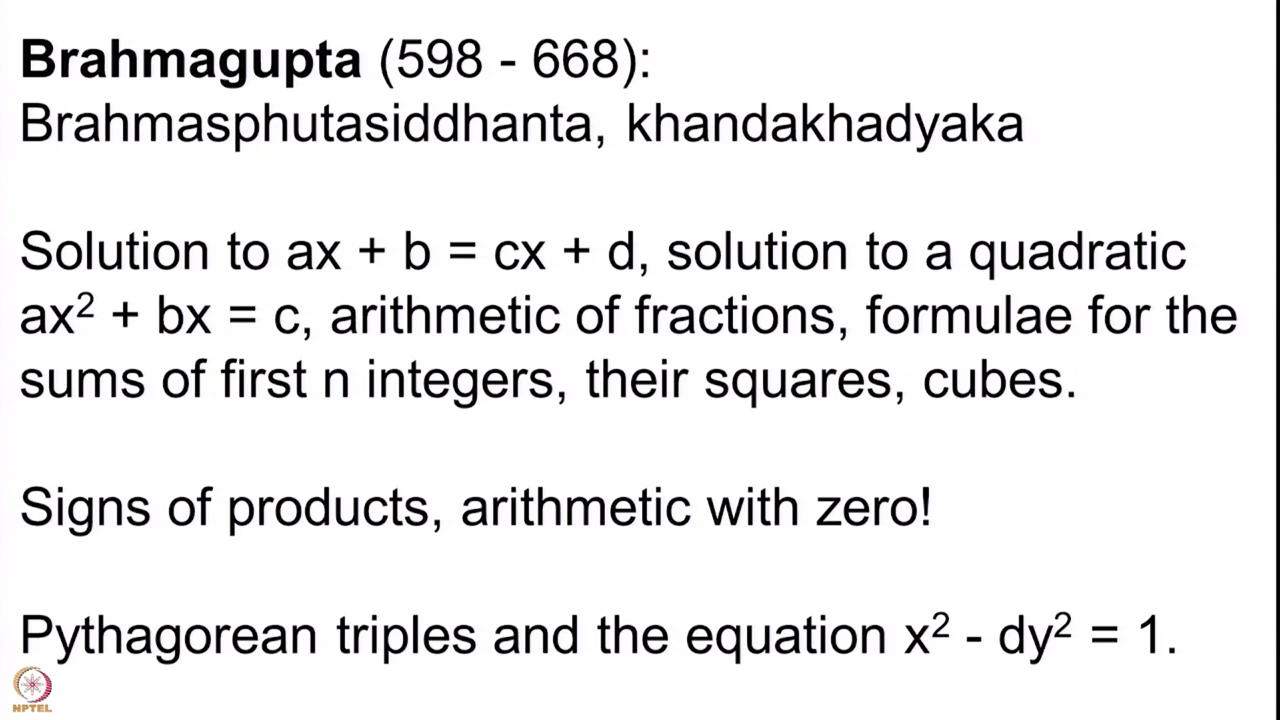 Brahmagupta (598 - 668):
Brahmasphutasiddhanta, khandakhadyaka
Solution to ax + b = cx + d, solution to a quadratic
ax² + bx = c, arithmetic of fractions, formulae for the
sums of first n integers, their squares, cubes.
Signs of products, arithmetic with zero!
Pythagorean triples and the equation x² - dy² = 1.
NPTEL